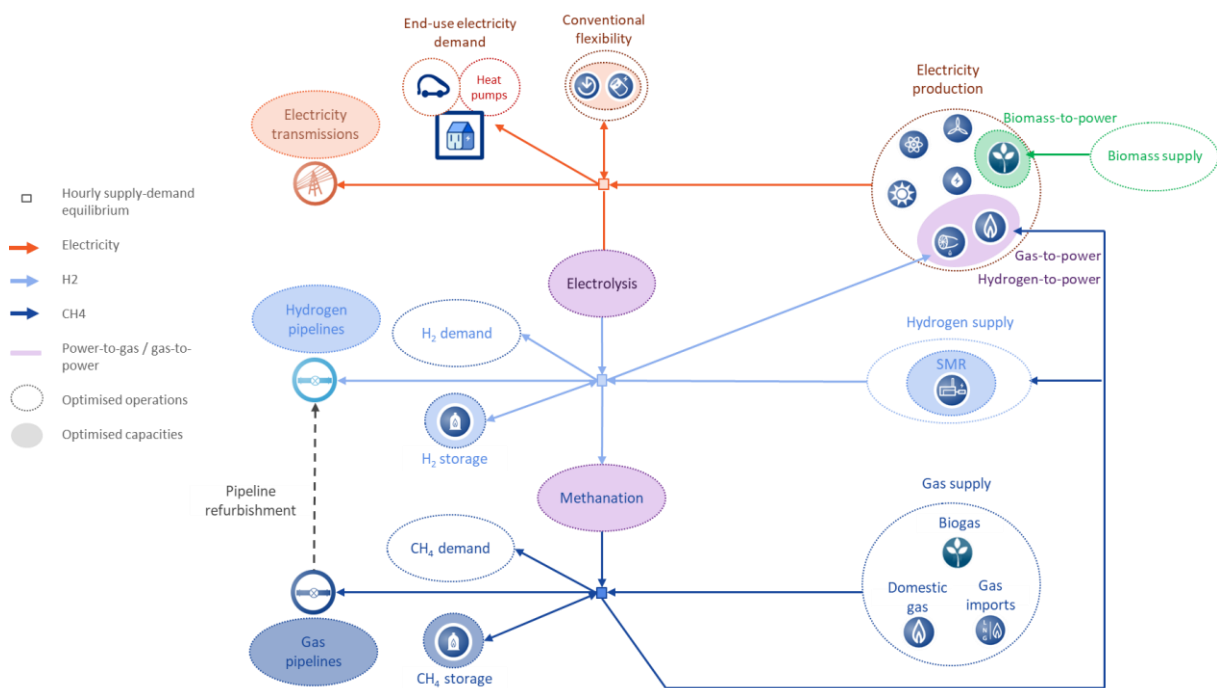 End-use electricity
demand
Conventional
flexibility
Electricity
production
Heat
pumps
Electricity
transmissions
Biomass-to-power
Biomass supply
Hourly supply-demand
equilibrium
Electricity
H2
CH4
Power-to-gas / gas-to-
power
Optimised operations
Optimised capacities
Gas-to-power
Hydrogen-to-power
Electrolysis
Hydrogen
pipelines
H2 demand
Hydrogen supply
SMR
H2 storage
Pipeline
refurbishment
Methanation
Gas supply
Biogas
CH4 demand
Domestic
gas
Gas
imports
L
N
G
Gas
pipelines
CH4 storage